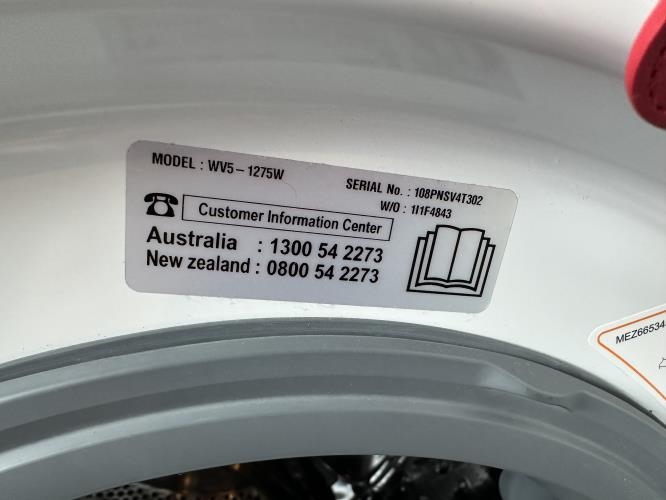 MODEL : WV5-1275W
SERIAL No. : 108PNSV4T302
W/O : 1I1F4843
Customer Information Center
Australia : 1300 54 2273
New zealand : 0800 54 2273
MEZ66534